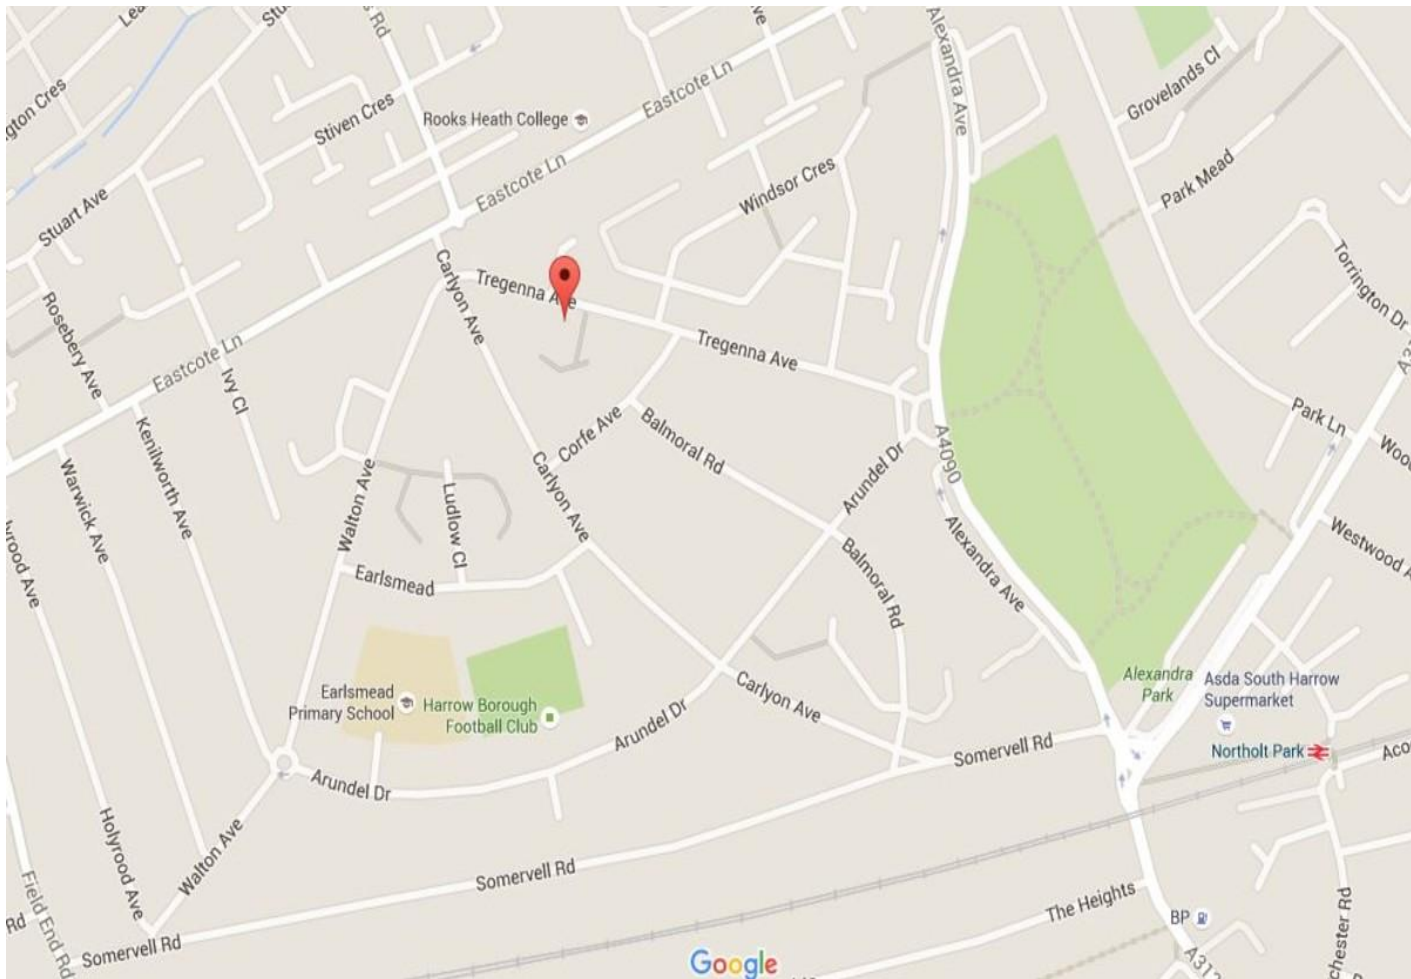 Stuart Ave
Stiven Cres
Rooks Heath College
Eastcote Ln
Eastcote Ln
Alexandra Ave
Grovelands Cl
Windsor Cres
Park Mead
Torrington Dr
Rosebery Ave
Carlyon Ave
Tregenna Ave
Tregenna Ave
Eastcote Ln
Ivy Cl
Park Ln
Kenilworth Ave
Warwick Ave
Walton Ave
Ludlow Cl
Corfe Ave
Balmoral Rd
Carlyon Ave
Arundel Dr
A4090
Alexandra Ave
Balmoral Rd
Earlsmead
Earlsmead
Primary School
Harrow Borough
Football Club
Arundel Dr
Carlyon Ave
Alexandra
Park
Asda South Harrow
Supermarket
Northolt Park
Somervell Rd
Arundel Dr
Holyrood Ave
Walton Ave
Somervell Rd
Field End Rd
Rd
Somervell Rd
The Heights
BP
Google